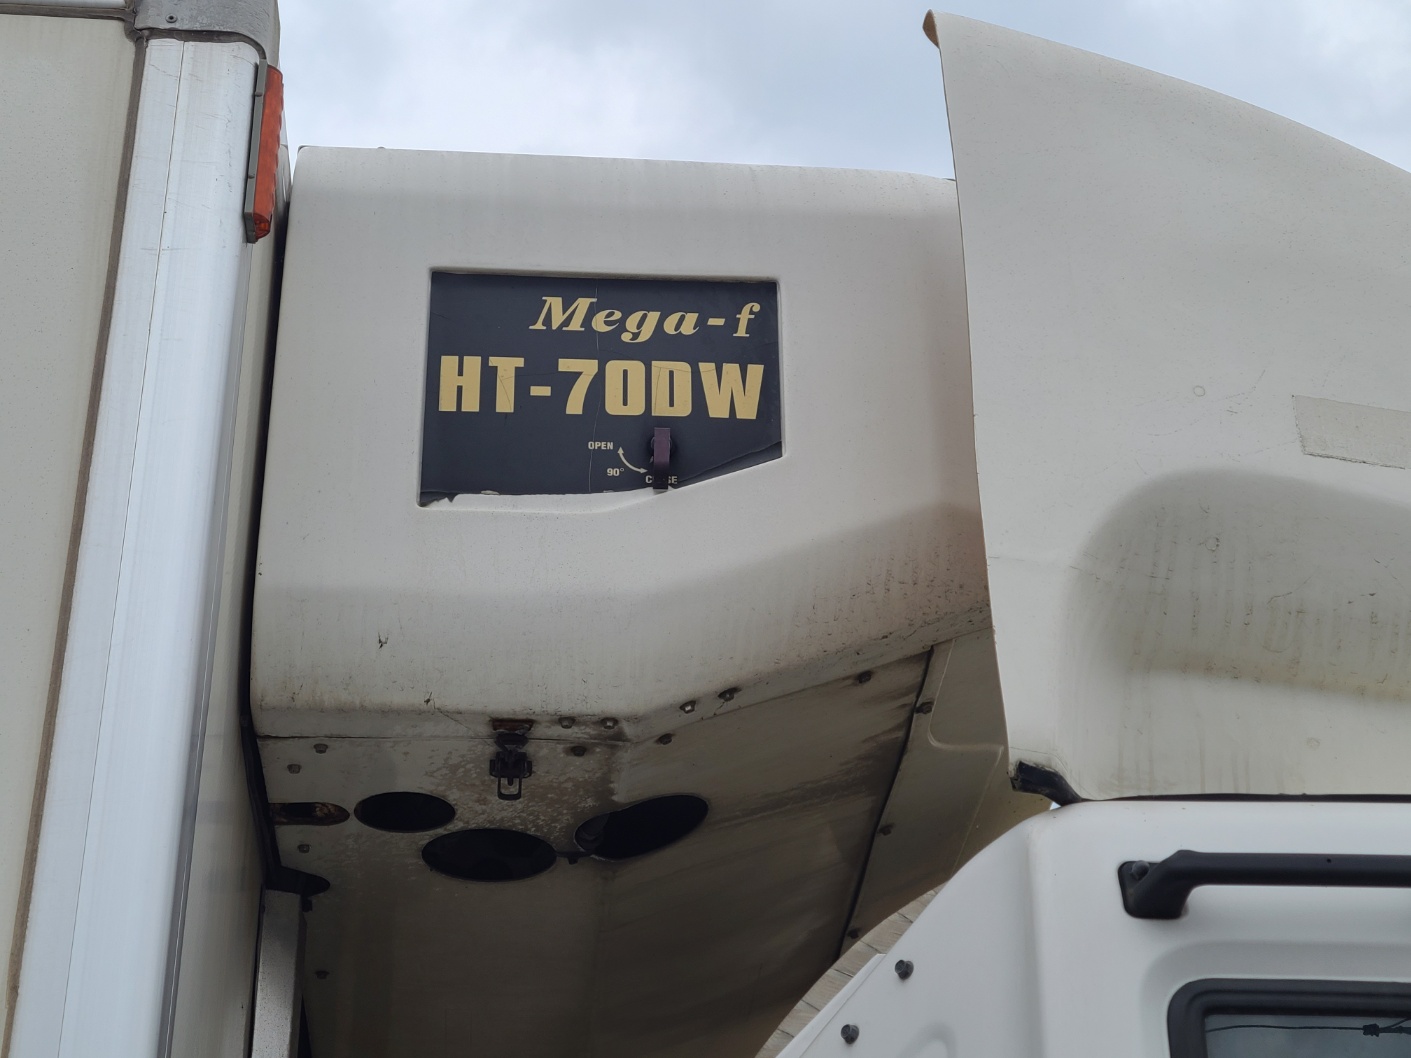 Mega-f
HT-70DW
OPEN
90°